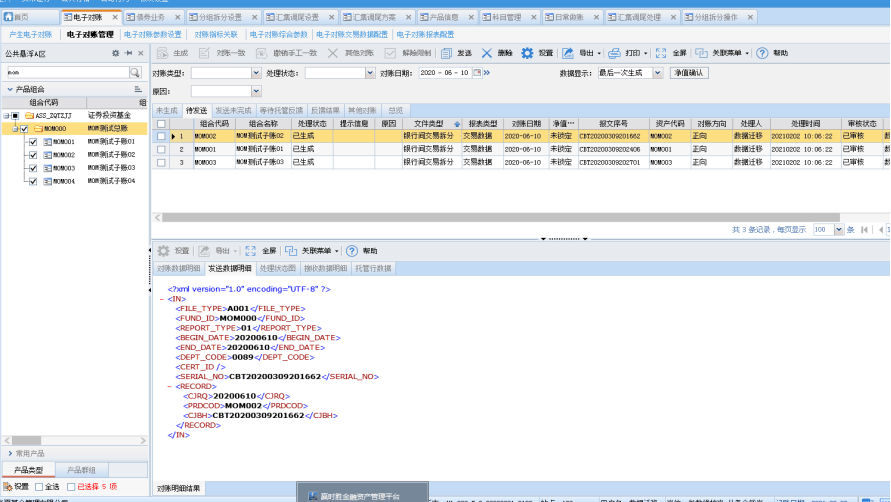 首页 电子对账 债券业务 分组拆分设置 汇集调尾设置 汇集调尾方案 产品信息 科目管理 日常账账 汇集调尾处理 分组拆分操作
产生电子对账 电子对账管理 电子对账参数设置 对账指标关联 电子对账综合参数 电子对账交易数据配置 电子对账报表配置
公共悬浮A区
生成 对账一致 撤销手工一致 其他对账 解除限制 发送 删除 设置 导出 打印 全屏 关联菜单 帮助
mom
对账类型: 处理状态: 对账日期: 2020 - 06 - 10 数据显示: 最后一次生成 净值确认
产品组合
原因:
组合代码 组
未生成 待发送 发送未完成 等待托管反馈 反馈结果 其他对账 总览
ASS_ZQTZJJ 证券投资基金
MOM000 MOM测试总账
MOM001 MOM测试子账01
MOM002 MOM测试子账02
MOM003 MOM测试子账03
MOM004 MOM测试子账04
组合代码 组合名称 处理状态 提示信息 原因 文件类型 报表类型 对账日期 净值… 报文序号 资产代码 对账方向 处理人 处理时间 审核状态
1 MOM002 MOM测试子账02 已生成 银行间交易拆分 交易数据 2020-06-10 未锁定 CBT20200309201662 MOM002 正向 数据迁移 20210202 10:06:22 已审核
2 MOM001 MOM测试子账01 已生成 银行间交易拆分 交易数据 2020-06-10 未锁定 CBT20200309202406 MOM001 正向 数据迁移 20210202 10:06:22 已审核
3 MOM003 MOM测试子账03 已生成 银行间交易拆分 交易数据 2020-06-10 未锁定 CBT20200309202701 MOM003 正向 数据迁移 20210202 10:06:22 已审核
共 3 条记录，每页显示 100 条
设置 导出 全屏 关联菜单 帮助
对账数据明细 发送数据明细 处理状态图 接收数据明细 托管行数据
<?xml version="1.0" encoding="UTF-8" ?>
- <IN>
<FILE_TYPE>A001</FILE_TYPE>
<FUND_ID>MOM000</FUND_ID>
<REPORT_TYPE>01</REPORT_TYPE>
<BEGIN_DATE>20200610</BEGIN_DATE>
<END_DATE>20200610</END_DATE>
<DEPT_CODE>0089</DEPT_CODE>
<CERT_ID />
<SERIAL_NO>CBT20200309201662</SERIAL_NO>
- <RECORD>
<CJRQ>20200610</CJRQ>
<PRDCOD>MOM002</PRDCOD>
<CJBH>CBT20200309201662</CJBH>
</RECORD>
</IN>
常用产品
产品类型 产品群组
设置 全选 已选择 5 项
对账明细结果
赢时胜金融资产管理平台